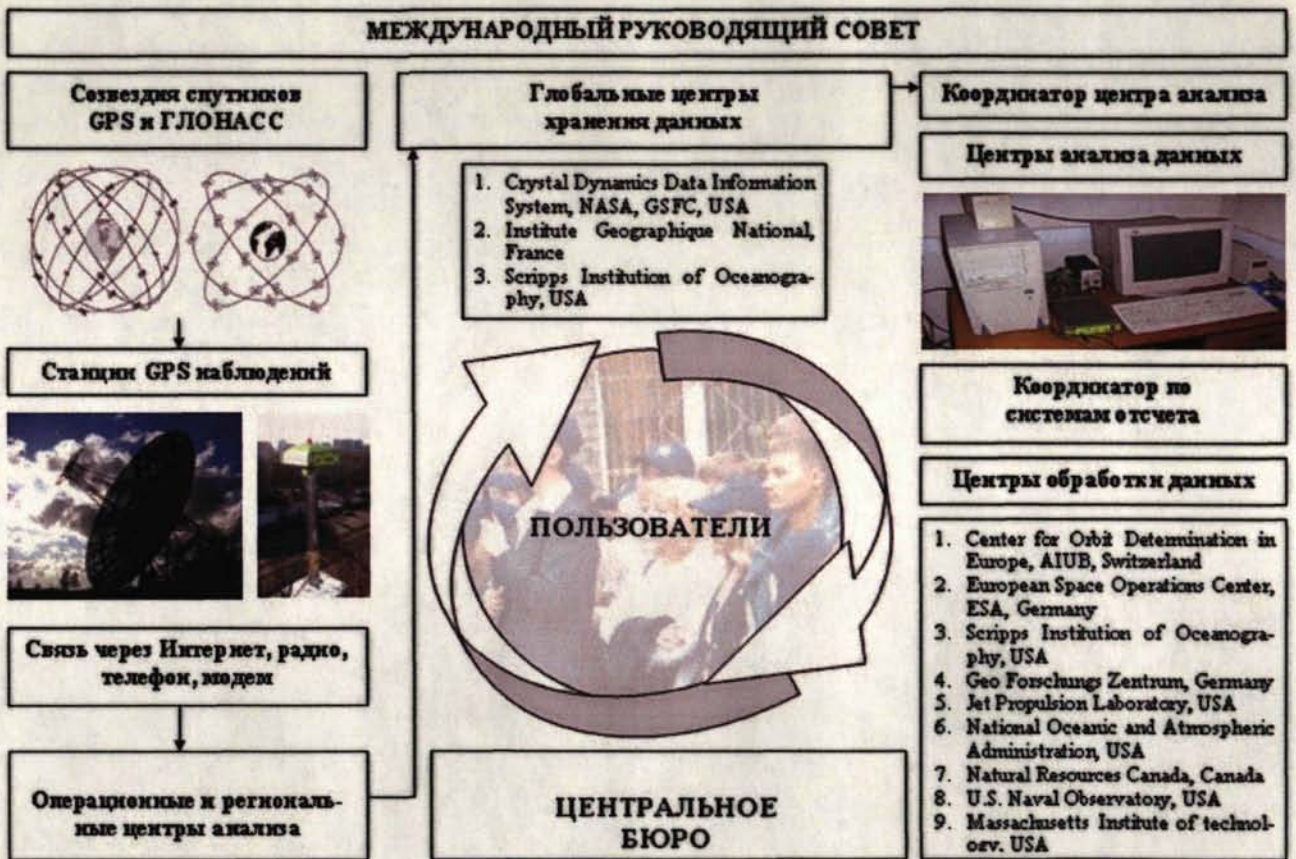 МЕЖДУНАРОДНЫЙ РУКОВОДЯЩИЙ СОВЕТ
Созвездия спутников
GPS и ГЛОНАСС
Станции GPS наблюдений
Связь через Интернет, радио,
телефон, модем
Операционные и региональ-
ные центры анализа
Глобальные центры
хранения данных
1. Crystal Dynamics Data Information
System, NASA, GSFC, USA
2. Institute Geographique National,
France
3. Scripps Institution of Oceanogra-
phy, USA
ПОЛЬЗОВАТЕЛИ
ЦЕНТРАЛЬНОЕ
БЮРО
Координатор центра анализа
Центры анализа данных
Координатор по
системам отсчета
Центры обработки данных
1. Center for Orbit Determination in
Europe, AIUB, Switzerland
2. European Space Operations Center,
ESA, Germany
3. Scripps Institution of Oceanogra-
phy, USA
4. Geo Forschungs Zentrum, Germany
5. Jet Propulsion Laboratory, USA
6. National Oceanic and Atmospheric
Administration, USA
7. Natural Resources Canada, Canada
8. U.S. Naval Observatory, USA
9. Massachusetts Institute of technol-
ogy, USA